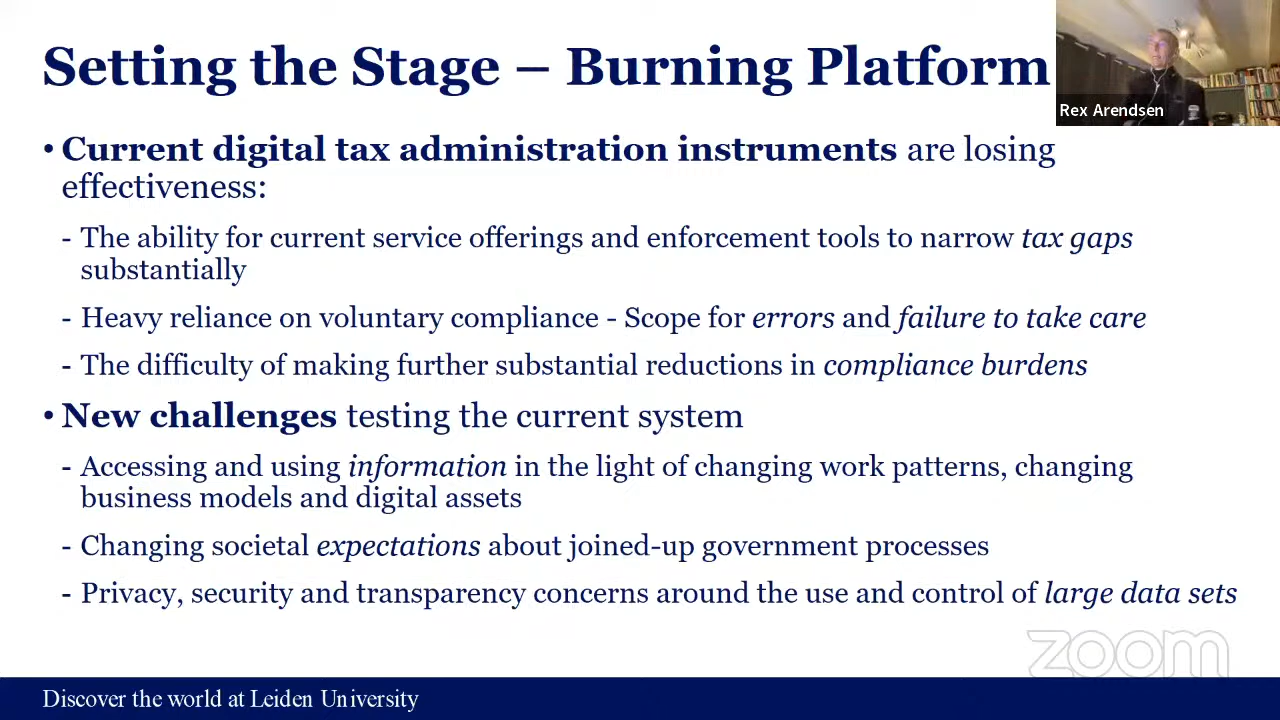 Setting the Stage – Burning Platform
Rex Arendsen
• Current digital tax administration instruments are losing
effectiveness:
- The ability for current service offerings and enforcement tools to narrow tax gaps
substantially
- Heavy reliance on voluntary compliance - Scope for errors and failure to take care
- The difficulty of making further substantial reductions in compliance burdens
• New challenges testing the current system
- Accessing and using information in the light of changing work patterns, changing
business models and digital assets
- Changing societal expectations about joined-up government processes
- Privacy, security and transparency concerns around the use and control of large data sets
zoom
Discover the world at Leiden University